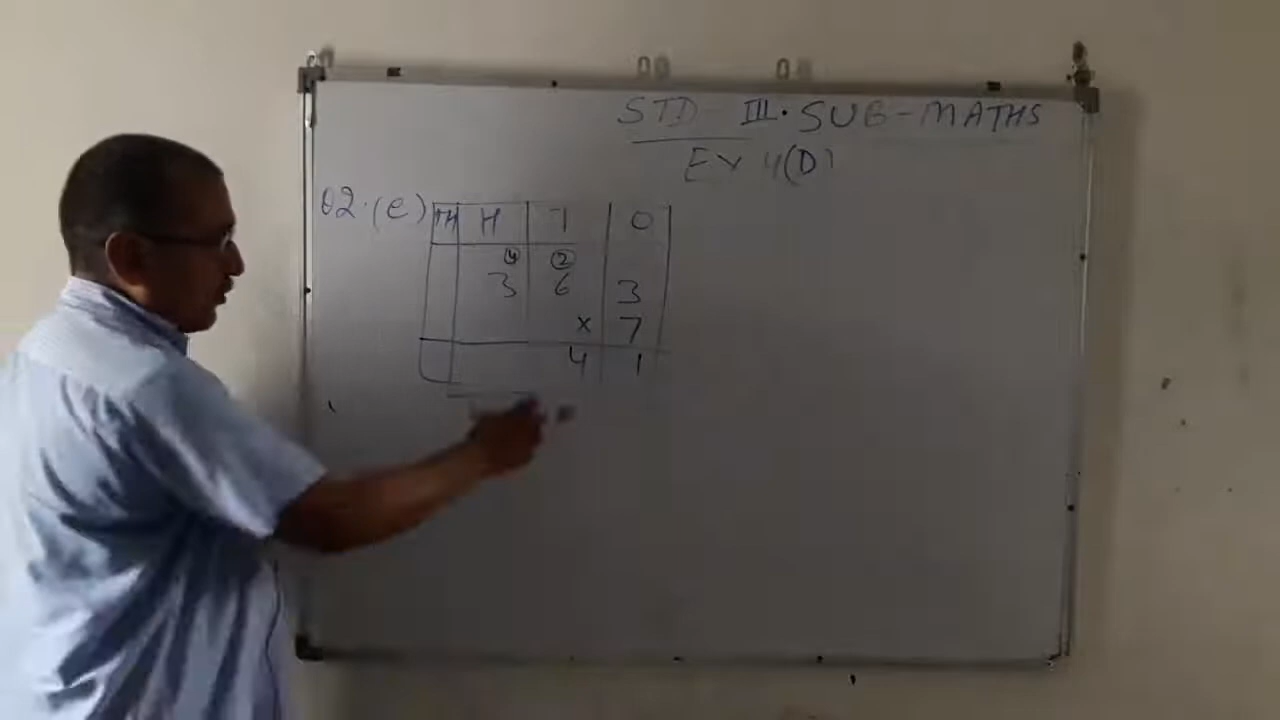 STD - III. SUB - MATHS
Ex 4(D)
Q2. (e) TH H T O
4 2
3 6 3
x 7
4 1